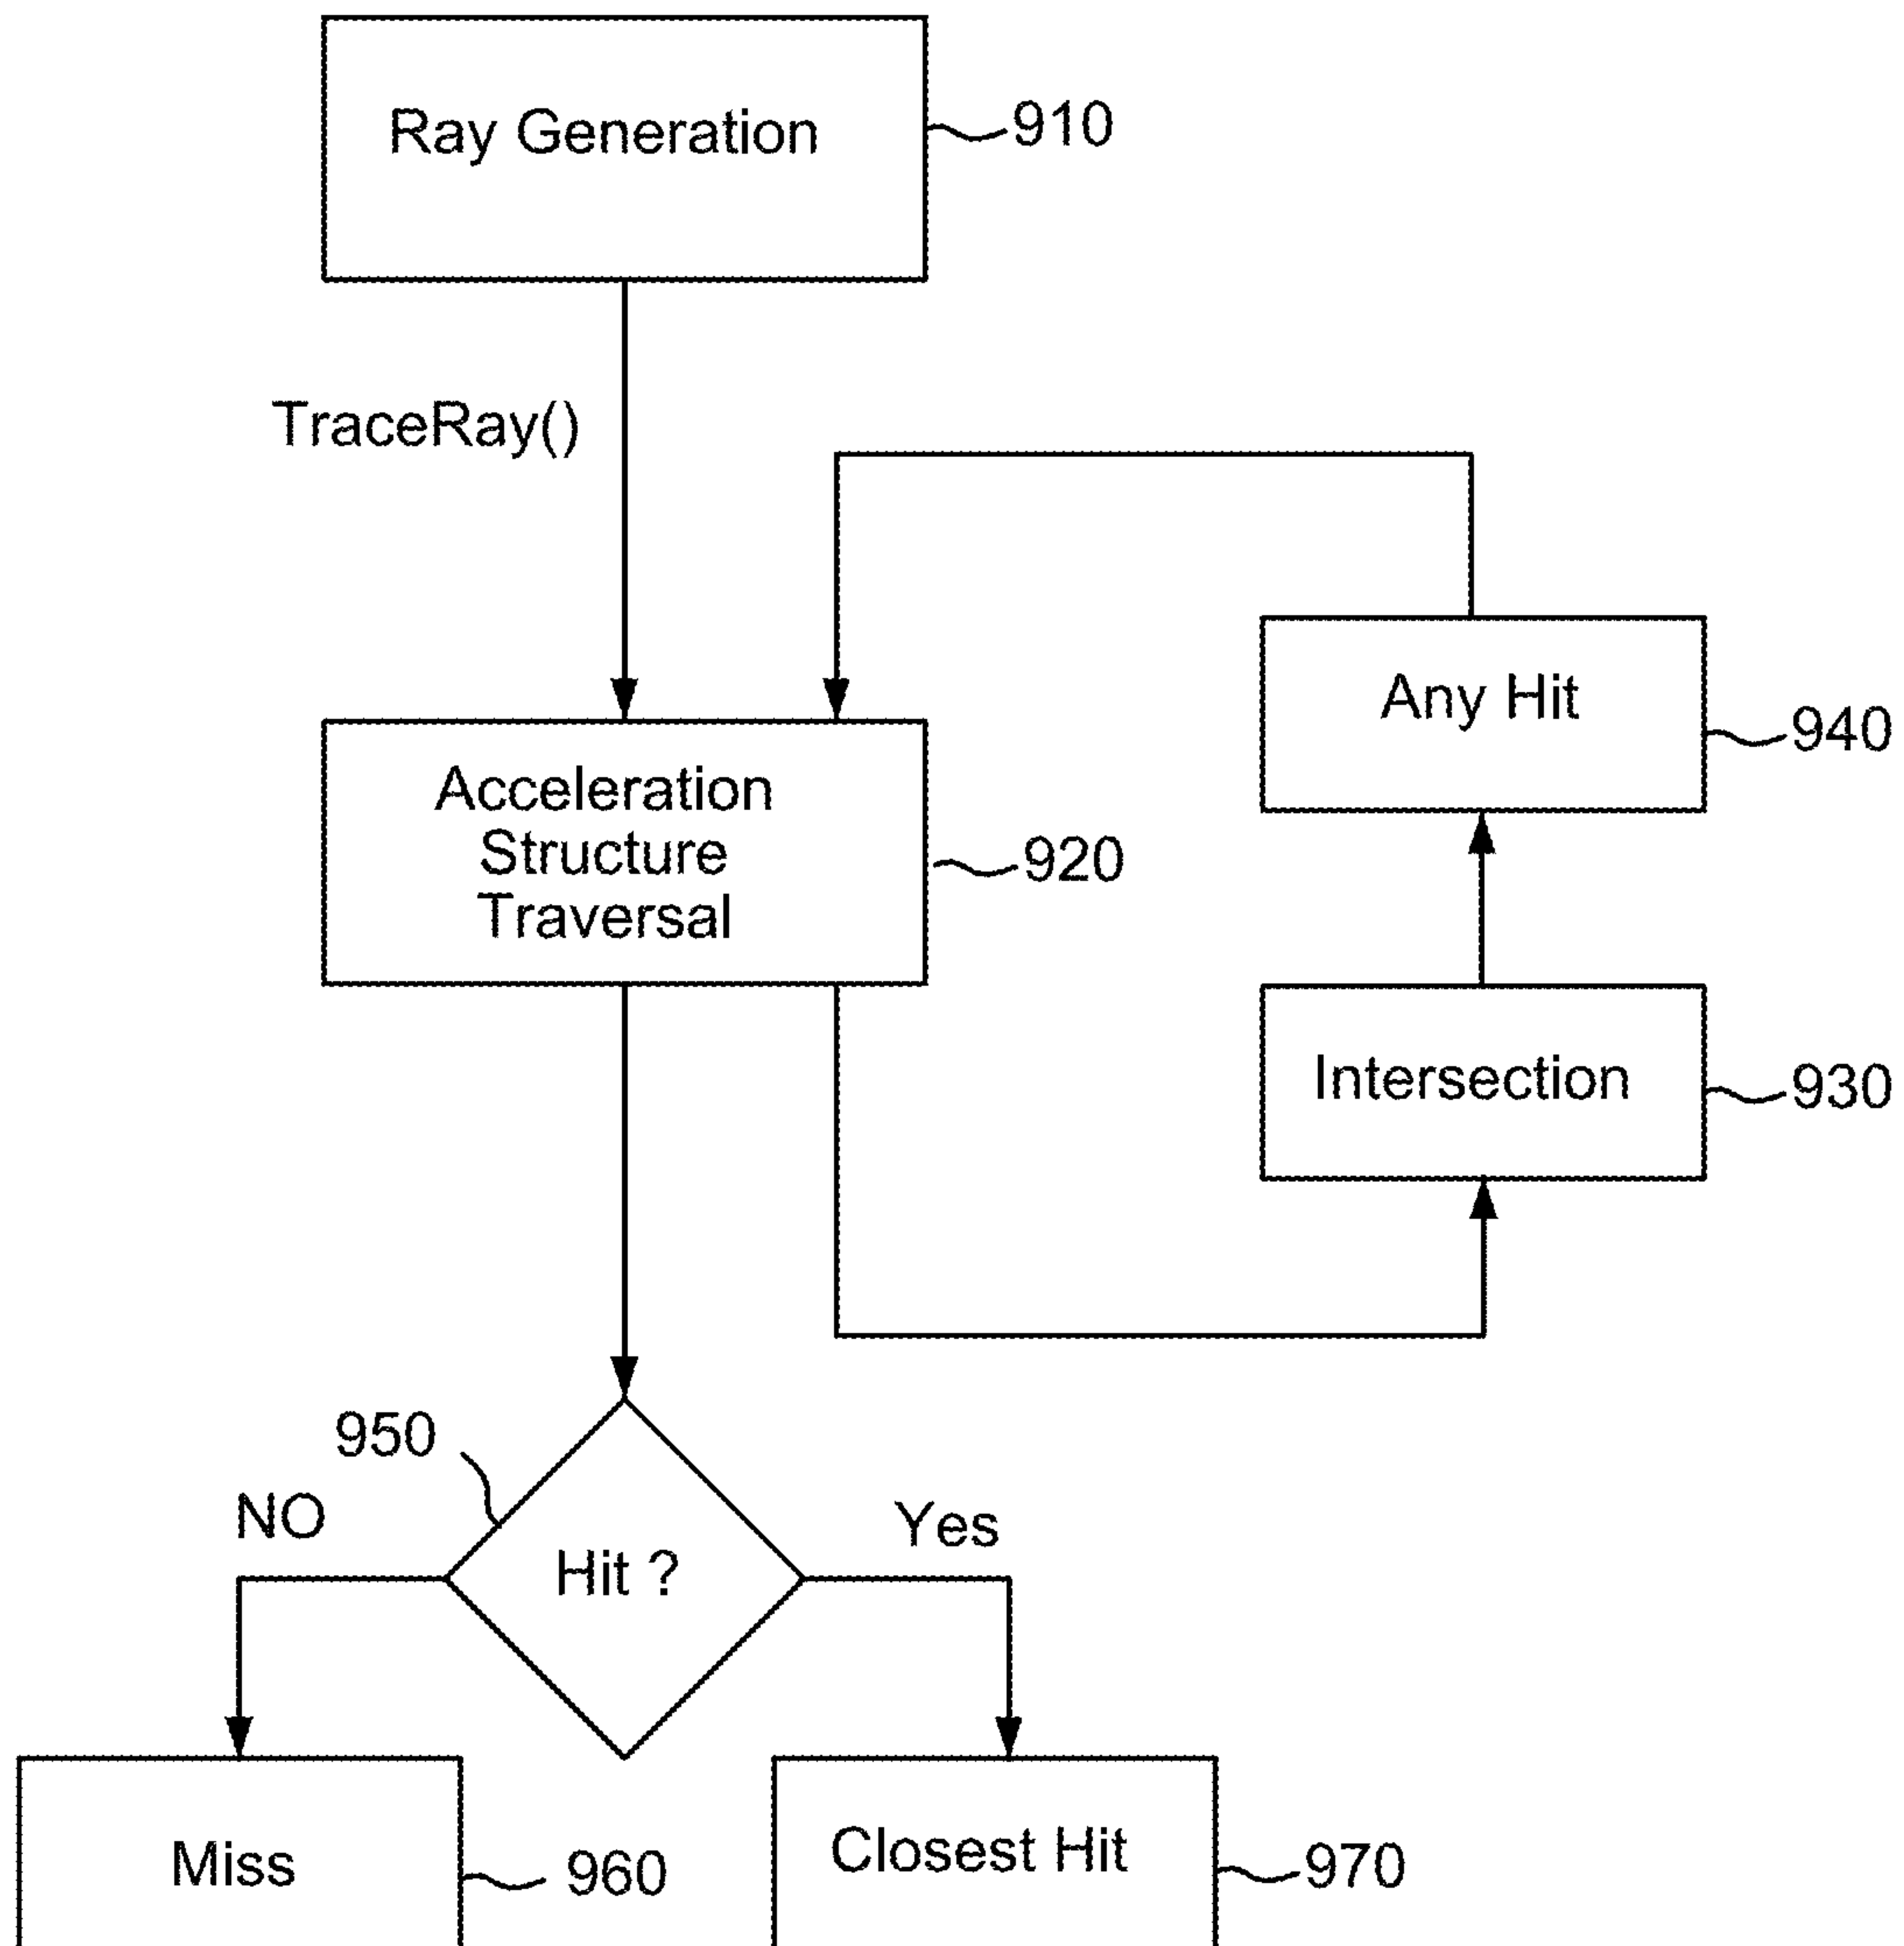 Ray Generation
910
TraceRay()
Any Hit
940
Acceleration
Structure
Traversal
920
Intersection
930
950
NO
Yes
Hit ?
Miss
960
Closest Hit
970